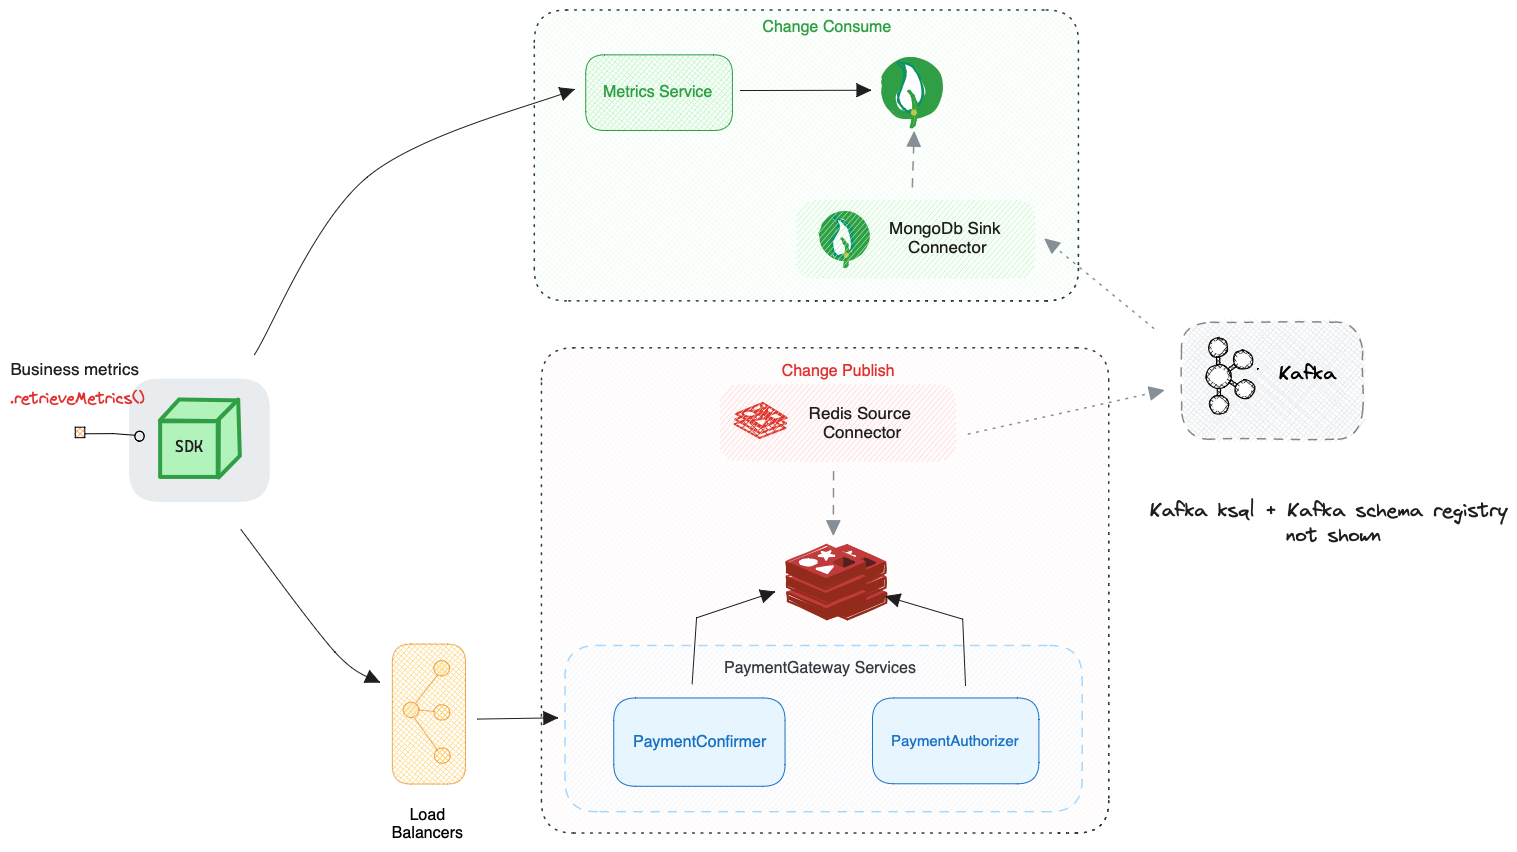 Change Consume
Metrics Service
MongoDb Sink
Connector
Business metrics
.retrieveMetrics()
SDK
Change Publish
Redis Source
Connector
Kafka
Kafka ksql + Kafka schema registry
not shown
PaymentGateway Services
PaymentConfirmer
PaymentAuthorizer
Load
Balancers